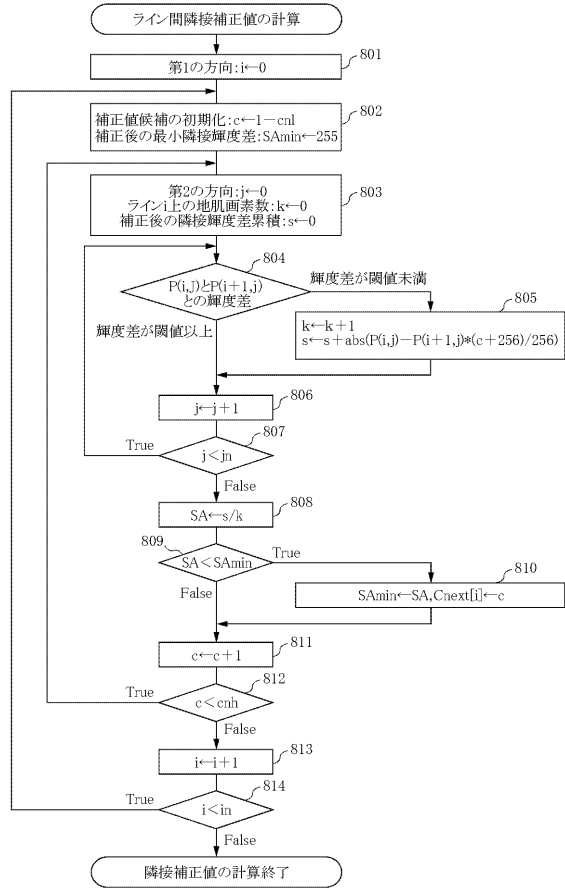 ライン間隣接補正値の計算
801
第1の方向:i←0
802
補正値候補の初期化:c←1−cnl
補正後の最小隣接輝度差:SAmin←255
803
第2の方向:j←0
ラインi上の地肌画素数:k←0
補正後の隣接輝度差累積:s←0
804
P(i,J)とP(i+1,j)
との輝度差
輝度差が閾値未満
輝度差が閾値以上
805
k←k+1
s←s+abs(P(i,j)−P(i+1,j)*(c+256)/256)
806
j←j+1
807
True
j<jn
False
808
SA←s/k
809
SA<SAmin
True
False
810
SAmin←SA,Cnext[i]←c
811
c←c+1
812
True
c<cnh
False
813
i←i+1
814
True
i<in
False
隣接補正値の計算終了